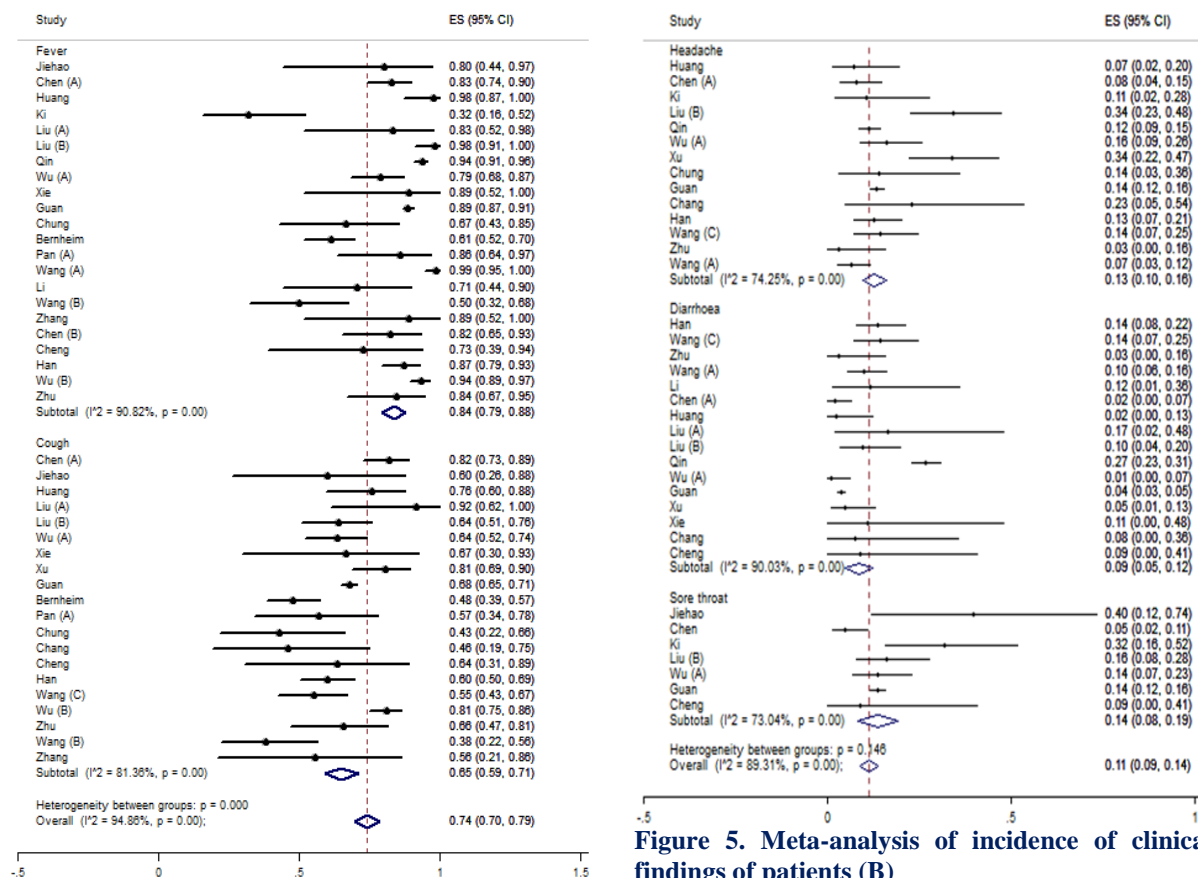 Study ES (95% CI)
Fever
Jiehao 0.80 (0.44, 0.97)
Chen (A) 0.83 (0.74, 0.90)
Huang 0.98 (0.87, 1.00)
Ki 0.32 (0.16, 0.52)
Liu (A) 0.83 (0.52, 0.98)
Liu (B) 0.98 (0.91, 1.00)
Qin 0.94 (0.91, 0.96)
Wu (A) 0.79 (0.68, 0.87)
Xie 0.89 (0.52, 1.00)
Guan 0.89 (0.87, 0.91)
Chung 0.67 (0.43, 0.85)
Bernheim 0.61 (0.52, 0.70)
Pan (A) 0.86 (0.64, 0.97)
Wang (A) 0.99 (0.95, 1.00)
Li 0.71 (0.44, 0.90)
Wang (B) 0.50 (0.32, 0.68)
Zhang 0.89 (0.52, 1.00)
Chen (B) 0.82 (0.65, 0.93)
Cheng 0.73 (0.39, 0.94)
Han 0.87 (0.79, 0.93)
Wu (B) 0.94 (0.89, 0.97)
Zhu 0.84 (0.67, 0.95)
Subtotal (I^2 = 90.82%, p = 0.00) 0.84 (0.79, 0.88)
Cough
Chen (A) 0.82 (0.73, 0.89)
Jiehao 0.60 (0.26, 0.88)
Huang 0.76 (0.60, 0.88)
Liu (A) 0.92 (0.62, 1.00)
Liu (B) 0.64 (0.51, 0.76)
Wu (A) 0.64 (0.52, 0.74)
Xie 0.67 (0.30, 0.93)
Xu 0.81 (0.69, 0.90)
Guan 0.68 (0.65, 0.71)
Bernheim 0.48 (0.39, 0.57)
Pan (A) 0.57 (0.34, 0.78)
Chung 0.43 (0.22, 0.66)
Chang 0.46 (0.19, 0.75)
Cheng 0.64 (0.31, 0.89)
Han 0.60 (0.50, 0.69)
Wang (C) 0.55 (0.43, 0.67)
Wu (B) 0.81 (0.75, 0.86)
Zhu 0.66 (0.47, 0.81)
Wang (B) 0.38 (0.22, 0.56)
Zhang 0.56 (0.21, 0.86)
Subtotal (I^2 = 81.36%, p = 0.00) 0.65 (0.59, 0.71)
Heterogeneity between groups: p = 0.000
Overall (I^2 = 94.86%, p = 0.00); 0.74 (0.70, 0.79)
-.5 0 .5 1 1.5
Study ES (95% CI)
Headache
Huang 0.07 (0.02, 0.20)
Chen (A) 0.08 (0.04, 0.15)
Ki 0.11 (0.02, 0.28)
Liu (B) 0.34 (0.23, 0.48)
Qin 0.12 (0.09, 0.15)
Wu (A) 0.16 (0.09, 0.26)
Xu 0.34 (0.22, 0.47)
Chung 0.14 (0.03, 0.36)
Guan 0.14 (0.12, 0.16)
Chang 0.23 (0.05, 0.54)
Han 0.13 (0.07, 0.21)
Wang (C) 0.14 (0.07, 0.25)
Zhu 0.03 (0.00, 0.16)
Wang (A) 0.07 (0.03, 0.12)
Subtotal (I^2 = 74.25%, p = 0.00) 0.13 (0.10, 0.16)
Diarrhoea
Han 0.14 (0.08, 0.22)
Wang (C) 0.14 (0.07, 0.25)
Zhu 0.03 (0.00, 0.16)
Wang (A) 0.10 (0.06, 0.16)
Li 0.12 (0.01, 0.36)
Chen (A) 0.02 (0.00, 0.07)
Huang 0.02 (0.00, 0.13)
Liu (A) 0.17 (0.02, 0.48)
Liu (B) 0.10 (0.04, 0.20)
Qin 0.27 (0.23, 0.31)
Wu (A) 0.01 (0.00, 0.07)
Guan 0.04 (0.03, 0.05)
Xu 0.05 (0.01, 0.13)
Xie 0.11 (0.00, 0.48)
Chang 0.08 (0.00, 0.36)
Cheng 0.09 (0.00, 0.41)
Subtotal (I^2 = 90.03%, p = 0.00) 0.09 (0.05, 0.12)
Sore throat
Jiehao 0.40 (0.12, 0.74)
Chen 0.05 (0.02, 0.11)
Ki 0.32 (0.16, 0.52)
Liu (B) 0.16 (0.08, 0.28)
Wu (A) 0.14 (0.07, 0.23)
Guan 0.14 (0.12, 0.16)
Cheng 0.09 (0.00, 0.41)
Subtotal (I^2 = 73.04%, p = 0.00) 0.14 (0.08, 0.19)
Heterogeneity between groups: p = 0.146
Overall (I^2 = 89.31%, p = 0.00); 0.11 (0.09, 0.14)
-.5 0 .5 1
Figure 5. Meta-analysis of incidence of clinica
findings of patients (B)